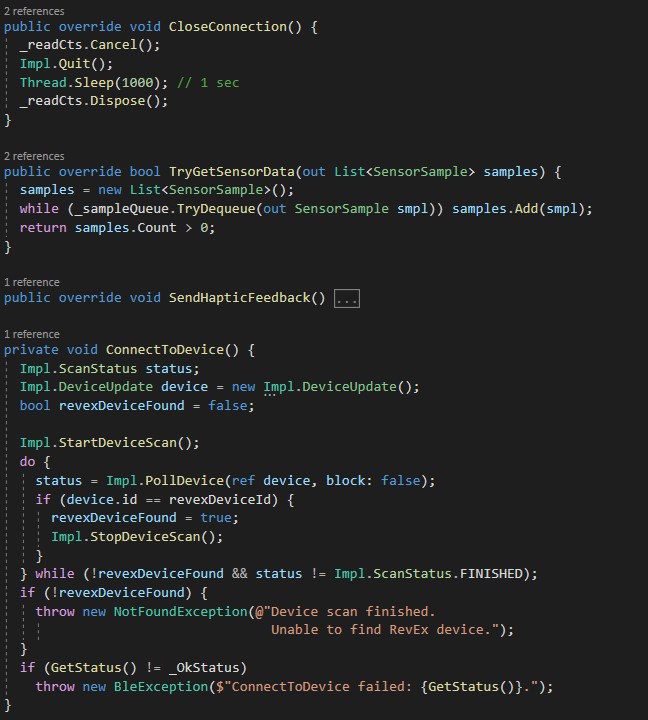 2 references
public override void CloseConnection() {
_readCts.Cancel();
Impl.Quit();
Thread.Sleep(1000); // 1 sec
_readCts.Dispose();
}
2 references
public override bool TryGetSensorData(out List<SensorSample> samples) {
samples = new List<SensorSample>();
while (_sampleQueue.TryDequeue(out SensorSample smpl)) samples.Add(smpl);
return samples.Count > 0;
}
1 reference
public override void SendHapticFeedback() ...
1 reference
private void ConnectToDevice() {
Impl.ScanStatus status;
Impl.DeviceUpdate device = new Impl.DeviceUpdate();
bool revexDeviceFound = false;
Impl.StartDeviceScan();
do {
status = Impl.PollDevice(ref device, block: false);
if (device.id == revexDeviceId) {
revexDeviceFound = true;
Impl.StopDeviceScan();
}
} while (!revexDeviceFound && status != Impl.ScanStatus.FINISHED);
if (!revexDeviceFound) {
throw new NotFoundException(@"Device scan finished.
Unable to find RevEx device.");
}
if (GetStatus() != _OkStatus)
throw new BleException($"ConnectToDevice failed: {GetStatus()}.");
}